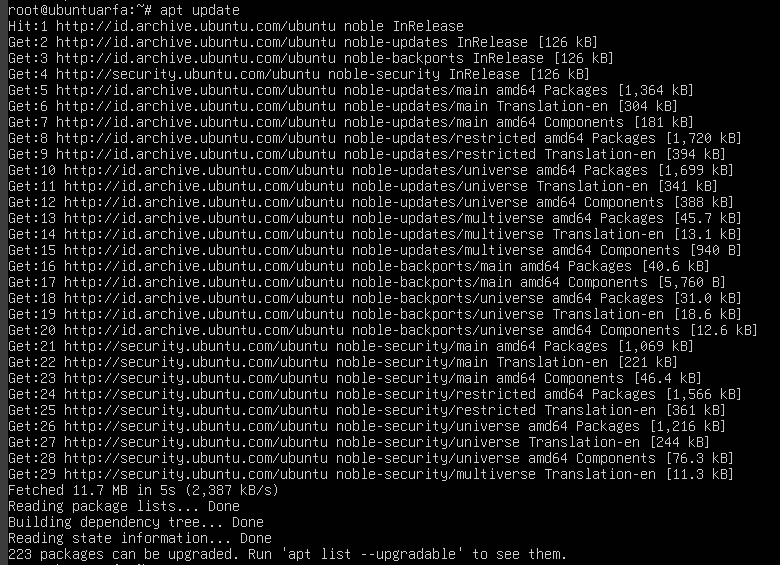 root@ubuntuarfa:~# apt update
Hit:1 http://id.archive.ubuntu.com/ubuntu noble InRelease
Get:2 http://id.archive.ubuntu.com/ubuntu noble-updates InRelease [126 kB]
Get:3 http://id.archive.ubuntu.com/ubuntu noble-backports InRelease [126 kB]
Get:4 http://security.ubuntu.com/ubuntu noble-security InRelease [126 kB]
Get:5 http://id.archive.ubuntu.com/ubuntu noble-updates/main amd64 Packages [1,364 kB]
Get:6 http://id.archive.ubuntu.com/ubuntu noble-updates/main Translation-en [304 kB]
Get:7 http://id.archive.ubuntu.com/ubuntu noble-updates/main amd64 Components [181 kB]
Get:8 http://id.archive.ubuntu.com/ubuntu noble-updates/restricted amd64 Packages [1,720 kB]
Get:9 http://id.archive.ubuntu.com/ubuntu noble-updates/restricted Translation-en [394 kB]
Get:10 http://id.archive.ubuntu.com/ubuntu noble-updates/universe amd64 Packages [1,699 kB]
Get:11 http://id.archive.ubuntu.com/ubuntu noble-updates/universe Translation-en [341 kB]
Get:12 http://id.archive.ubuntu.com/ubuntu noble-updates/universe amd64 Components [388 kB]
Get:13 http://id.archive.ubuntu.com/ubuntu noble-updates/multiverse amd64 Packages [45.7 kB]
Get:14 http://id.archive.ubuntu.com/ubuntu noble-updates/multiverse Translation-en [13.1 kB]
Get:15 http://id.archive.ubuntu.com/ubuntu noble-updates/multiverse amd64 Components [940 B]
Get:16 http://id.archive.ubuntu.com/ubuntu noble-backports/main amd64 Packages [40.6 kB]
Get:17 http://id.archive.ubuntu.com/ubuntu noble-backports/main amd64 Components [5,760 B]
Get:18 http://id.archive.ubuntu.com/ubuntu noble-backports/universe amd64 Packages [31.0 kB]
Get:19 http://id.archive.ubuntu.com/ubuntu noble-backports/universe Translation-en [18.6 kB]
Get:20 http://id.archive.ubuntu.com/ubuntu noble-backports/universe amd64 Components [12.6 kB]
Get:21 http://security.ubuntu.com/ubuntu noble-security/main amd64 Packages [1,069 kB]
Get:22 http://security.ubuntu.com/ubuntu noble-security/main Translation-en [221 kB]
Get:23 http://security.ubuntu.com/ubuntu noble-security/main amd64 Components [46.4 kB]
Get:24 http://security.ubuntu.com/ubuntu noble-security/restricted amd64 Packages [1,566 kB]
Get:25 http://security.ubuntu.com/ubuntu noble-security/restricted Translation-en [361 kB]
Get:26 http://security.ubuntu.com/ubuntu noble-security/universe amd64 Packages [1,216 kB]
Get:27 http://security.ubuntu.com/ubuntu noble-security/universe Translation-en [244 kB]
Get:28 http://security.ubuntu.com/ubuntu noble-security/universe amd64 Components [76.3 kB]
Get:29 http://security.ubuntu.com/ubuntu noble-security/multiverse Translation-en [11.3 kB]
Fetched 11.7 MB in 5s (2,387 kB/s)
Reading package lists... Done
Building dependency tree... Done
Reading state information... Done
223 packages can be upgraded. Run 'apt list --upgradable' to see them.